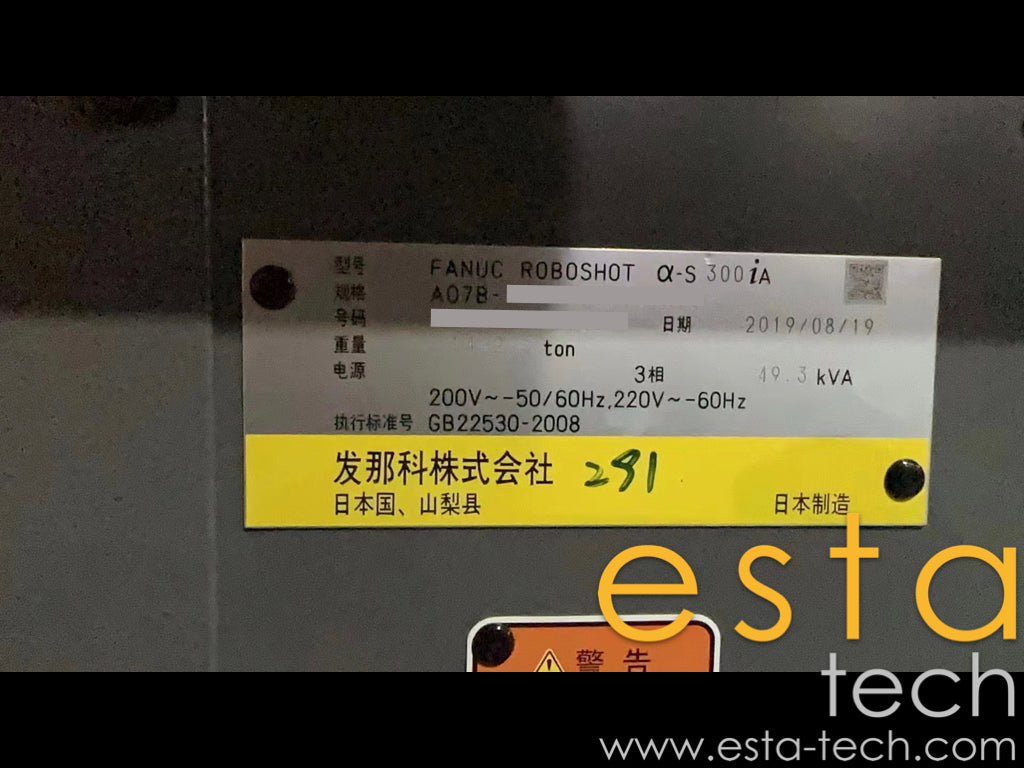 型号 FANUC ROBOSHOT α-S 300iA
规格 A07B-
号码 日期 2019/08/19
重量 ton
电源 3相 49.3 kVA
200V~-50/60Hz,220V~-60Hz
执行标准号 GB22530-2008
发那科株式会社 291
日本国、山梨县 日本制造
esta
tech
www.esta-tech.com
警告